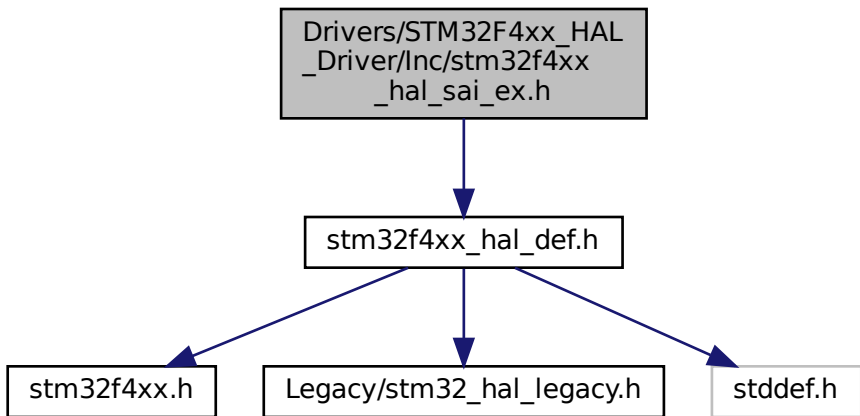 Drivers/STM32F4xx_HAL
_Driver/Inc/stm32f4xx
_hal_sai_ex.h
stm32f4xx_hal_def.h
stm32f4xx.h
Legacy/stm32_hal_legacy.h
stddef.h